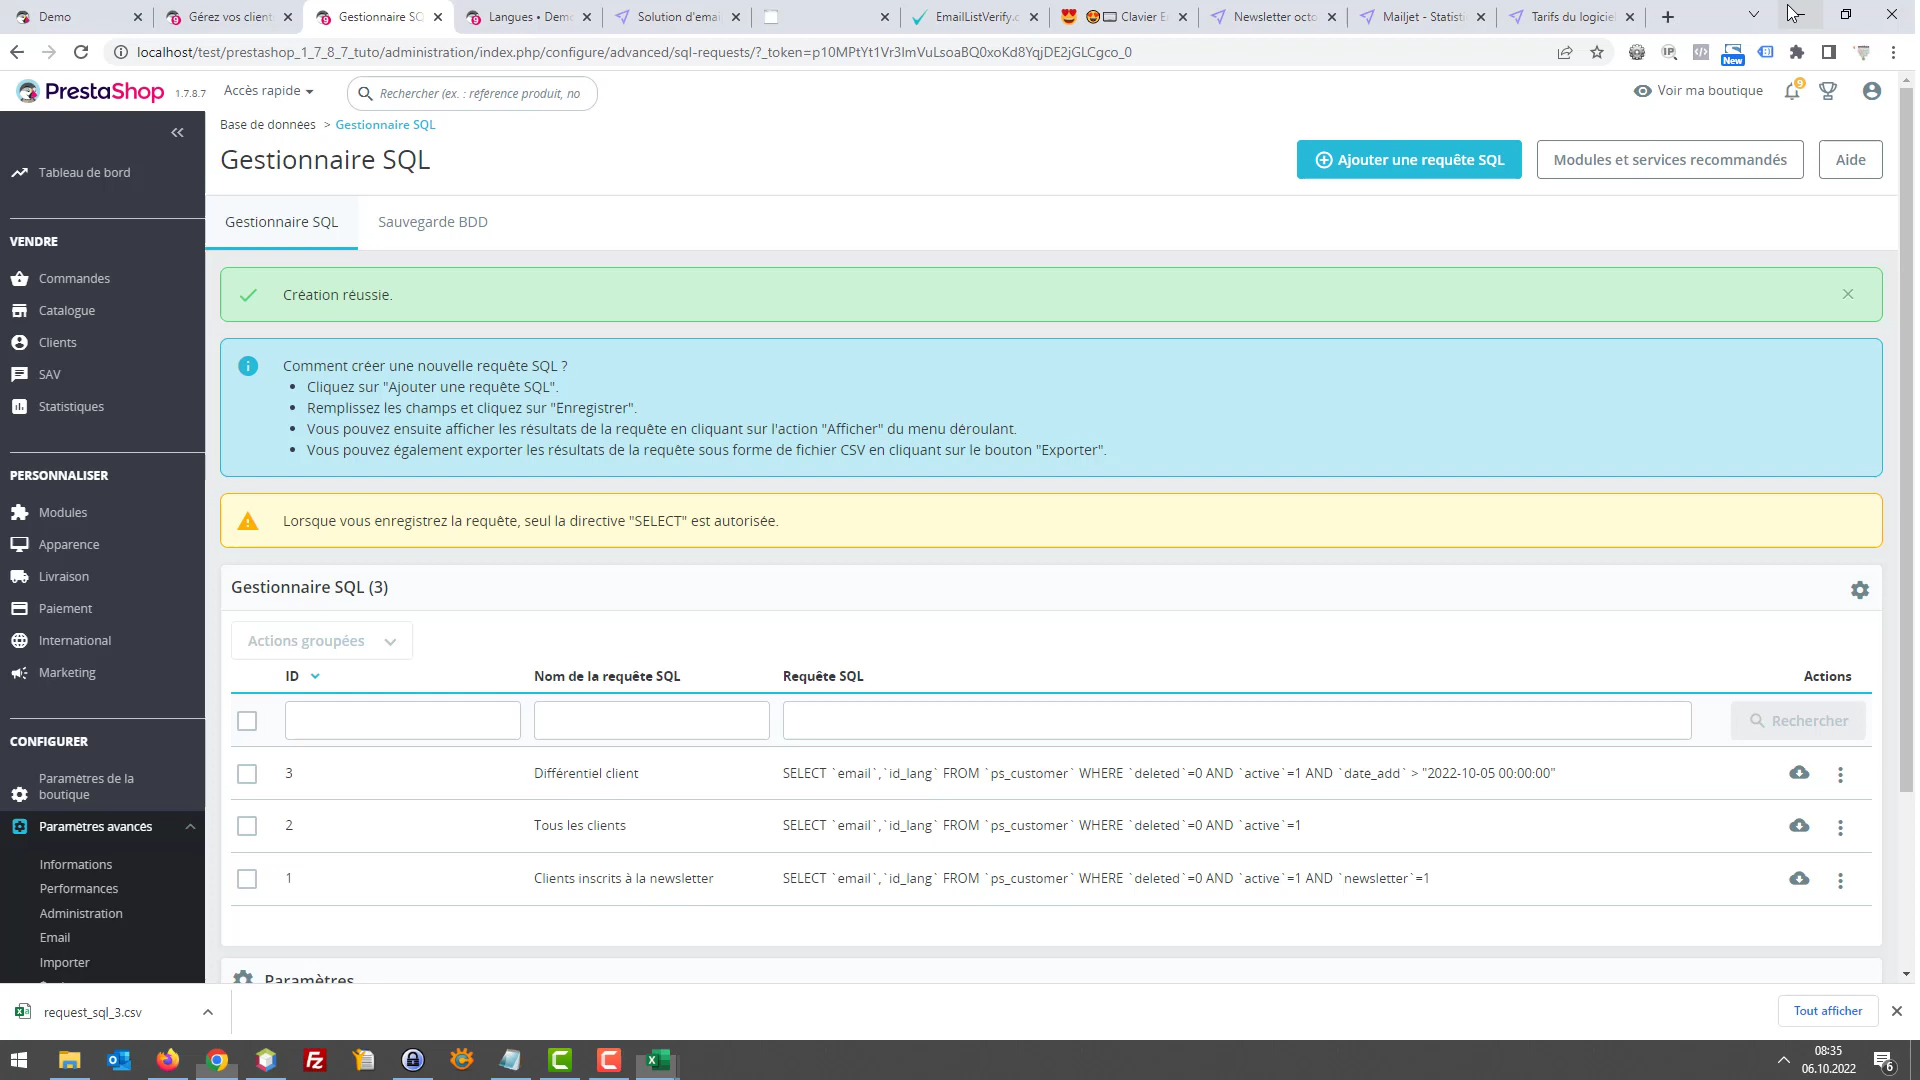 Demo
Gérez vos client
Gestionnaire SQ
Langues • Demo
Solution d'emai
EmailListVerify.c
Clavier E
Newsletter octo
Mailjet - Statisti
Tarifs du logicie
localhost/test/prestashop_1_7_8_7_tuto/administration/index.php/configure/advanced/sql-requests/?_token=p10MPtYt1Vr3ImVuLsoaBQ0xoKd8YqjDE2jGLCgco_0
New
PrestaShop
1.7.8.7
Accès rapide
Rechercher (ex. : référence produit, no
Voir ma boutique
9
Base de données > Gestionnaire SQL
Gestionnaire SQL
Ajouter une requête SQL
Modules et services recommandés
Aide
Gestionnaire SQL
Sauvegarde BDD
Tableau de bord
VENDRE
Commandes
Catalogue
Clients
SAV
Statistiques
PERSONNALISER
Modules
Apparence
Livraison
Paiement
International
Marketing
CONFIGURER
Paramètres de la
boutique
Paramètres avancés
Informations
Performances
Administration
Email
Importer
Création réussie.
Comment créer une nouvelle requête SQL ?
Cliquez sur "Ajouter une requête SQL".
Remplissez les champs et cliquez sur "Enregistrer".
Vous pouvez ensuite afficher les résultats de la requête en cliquant sur l'action "Afficher" du menu déroulant.
Vous pouvez également exporter les résultats de la requête sous forme de fichier CSV en cliquant sur le bouton "Exporter".
Lorsque vous enregistrez la requête, seul la directive "SELECT" est autorisée.
Gestionnaire SQL (3)
Actions groupées
ID
Nom de la requête SQL
Requête SQL
Actions
Rechercher
3
Différentiel client
SELECT `email`,`id_lang` FROM `ps_customer` WHERE `deleted`=0 AND `active`=1 AND `date_add` > "2022-10-05 00:00:00"
2
Tous les clients
SELECT `email`,`id_lang` FROM `ps_customer` WHERE `deleted`=0 AND `active`=1
1
Clients inscrits à la newsletter
SELECT `email`,`id_lang` FROM `ps_customer` WHERE `deleted`=0 AND `active`=1 AND `newsletter`=1
Paramètres
request_sql_3.csv
Tout afficher
08:35
06.10.2022
6